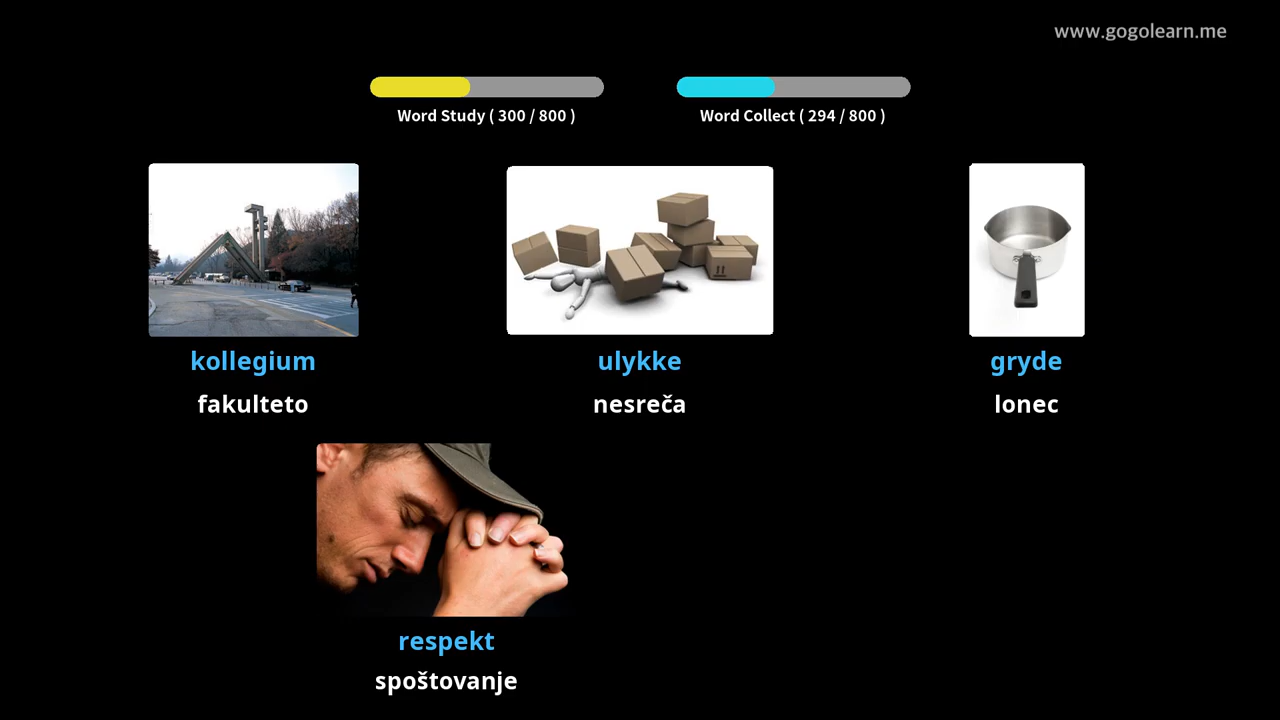 www.gogolearn.me
Word Study ( 300 / 800 )
Word Collect ( 294 / 800 )
kollegium
ulykke
gryde
fakulteto
nesreča
lonec
respekt
spoštovanje